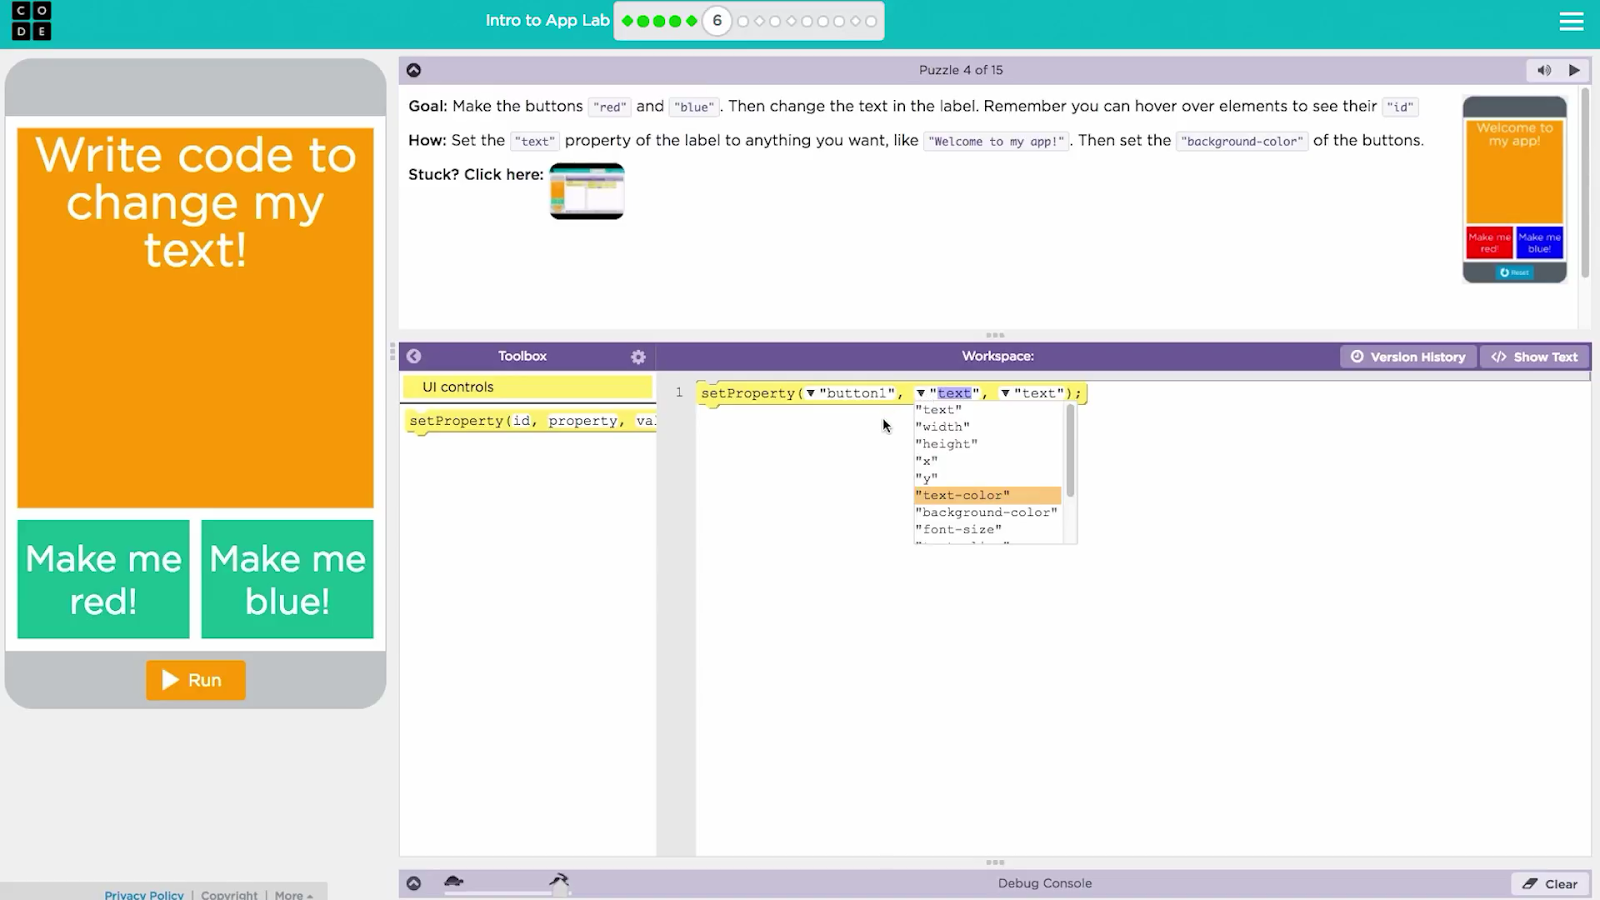 CO
DE
Intro to App Lab
6
Puzzle 4 of 15
Goal: Make the buttons "red" and "blue". Then change the text in the label. Remember you can hover over elements to see their "id"
How: Set the "text" property of the label to anything you want, like "Welcome to my app!". Then set the "background-color" of the buttons.
Stuck? Click here:
Welcome to
my app!
Make me
red!
Make me
blue!
Reset
Write code to
change my
text!
Make me
red!
Make me
blue!
Run
Toolbox
UI controls
setProperty(id, property, val
Workspace:
Version History
</> Show Text
1
setProperty(▼"button1", ▼"text", ▼"text");
"text"
"width"
"height"
"x"
"y"
"text-color"
"background-color"
"font-size"
Debug Console
Clear
Privacy Policy
Copyright
More